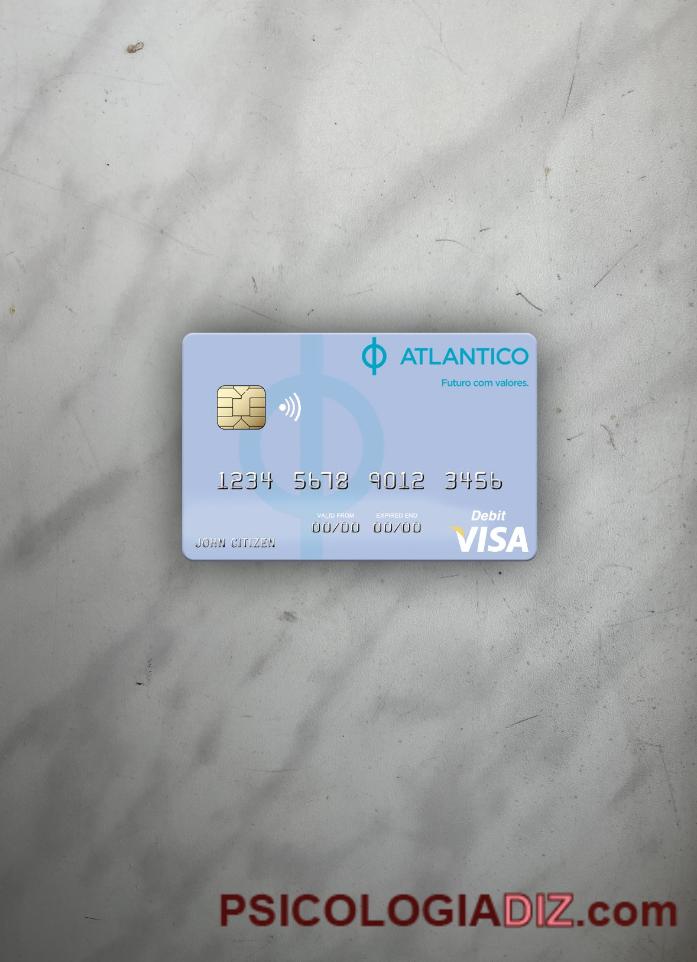 ATLANTICO
Futuro com valores.
1234 5678 9012 3456
VALID FROM EXPIRED END
00/00 00/00
JOHN CITIZEN
Debit
VISA
PSICOLOGIADIZ.com